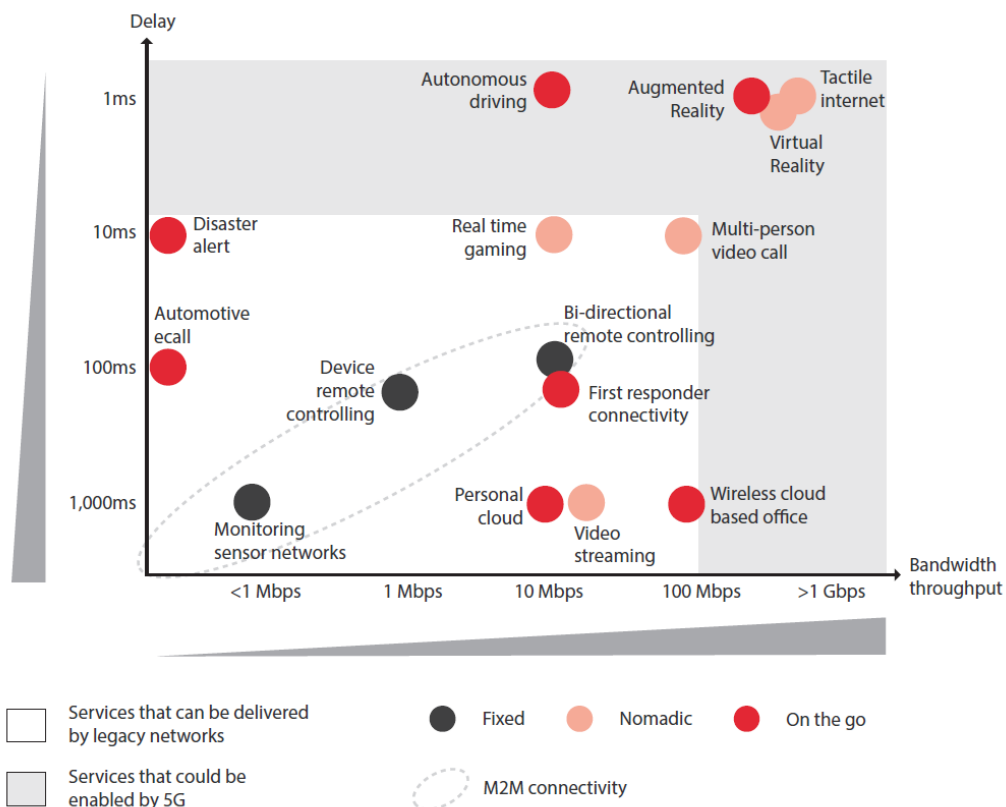 Delay
1ms
Autonomous
driving
Augmented
Reality
Tactile
internet
Virtual
Reality
10ms
Disaster
alert
Real time
gaming
Multi-person
video call
Automotive
ecall
Bi-directional
remote controlling
100ms
Device
remote
controlling
First responder
connectivity
1,000ms
Monitoring
sensor networks
Personal
cloud
Video
streaming
Wireless cloud
based office
Bandwidth
throughput
<1 Mbps
1 Mbps
10 Mbps
100 Mbps
>1 Gbps
Services that can be delivered
by legacy networks
Fixed
Nomadic
On the go
Services that could be
enabled by 5G
M2M connectivity